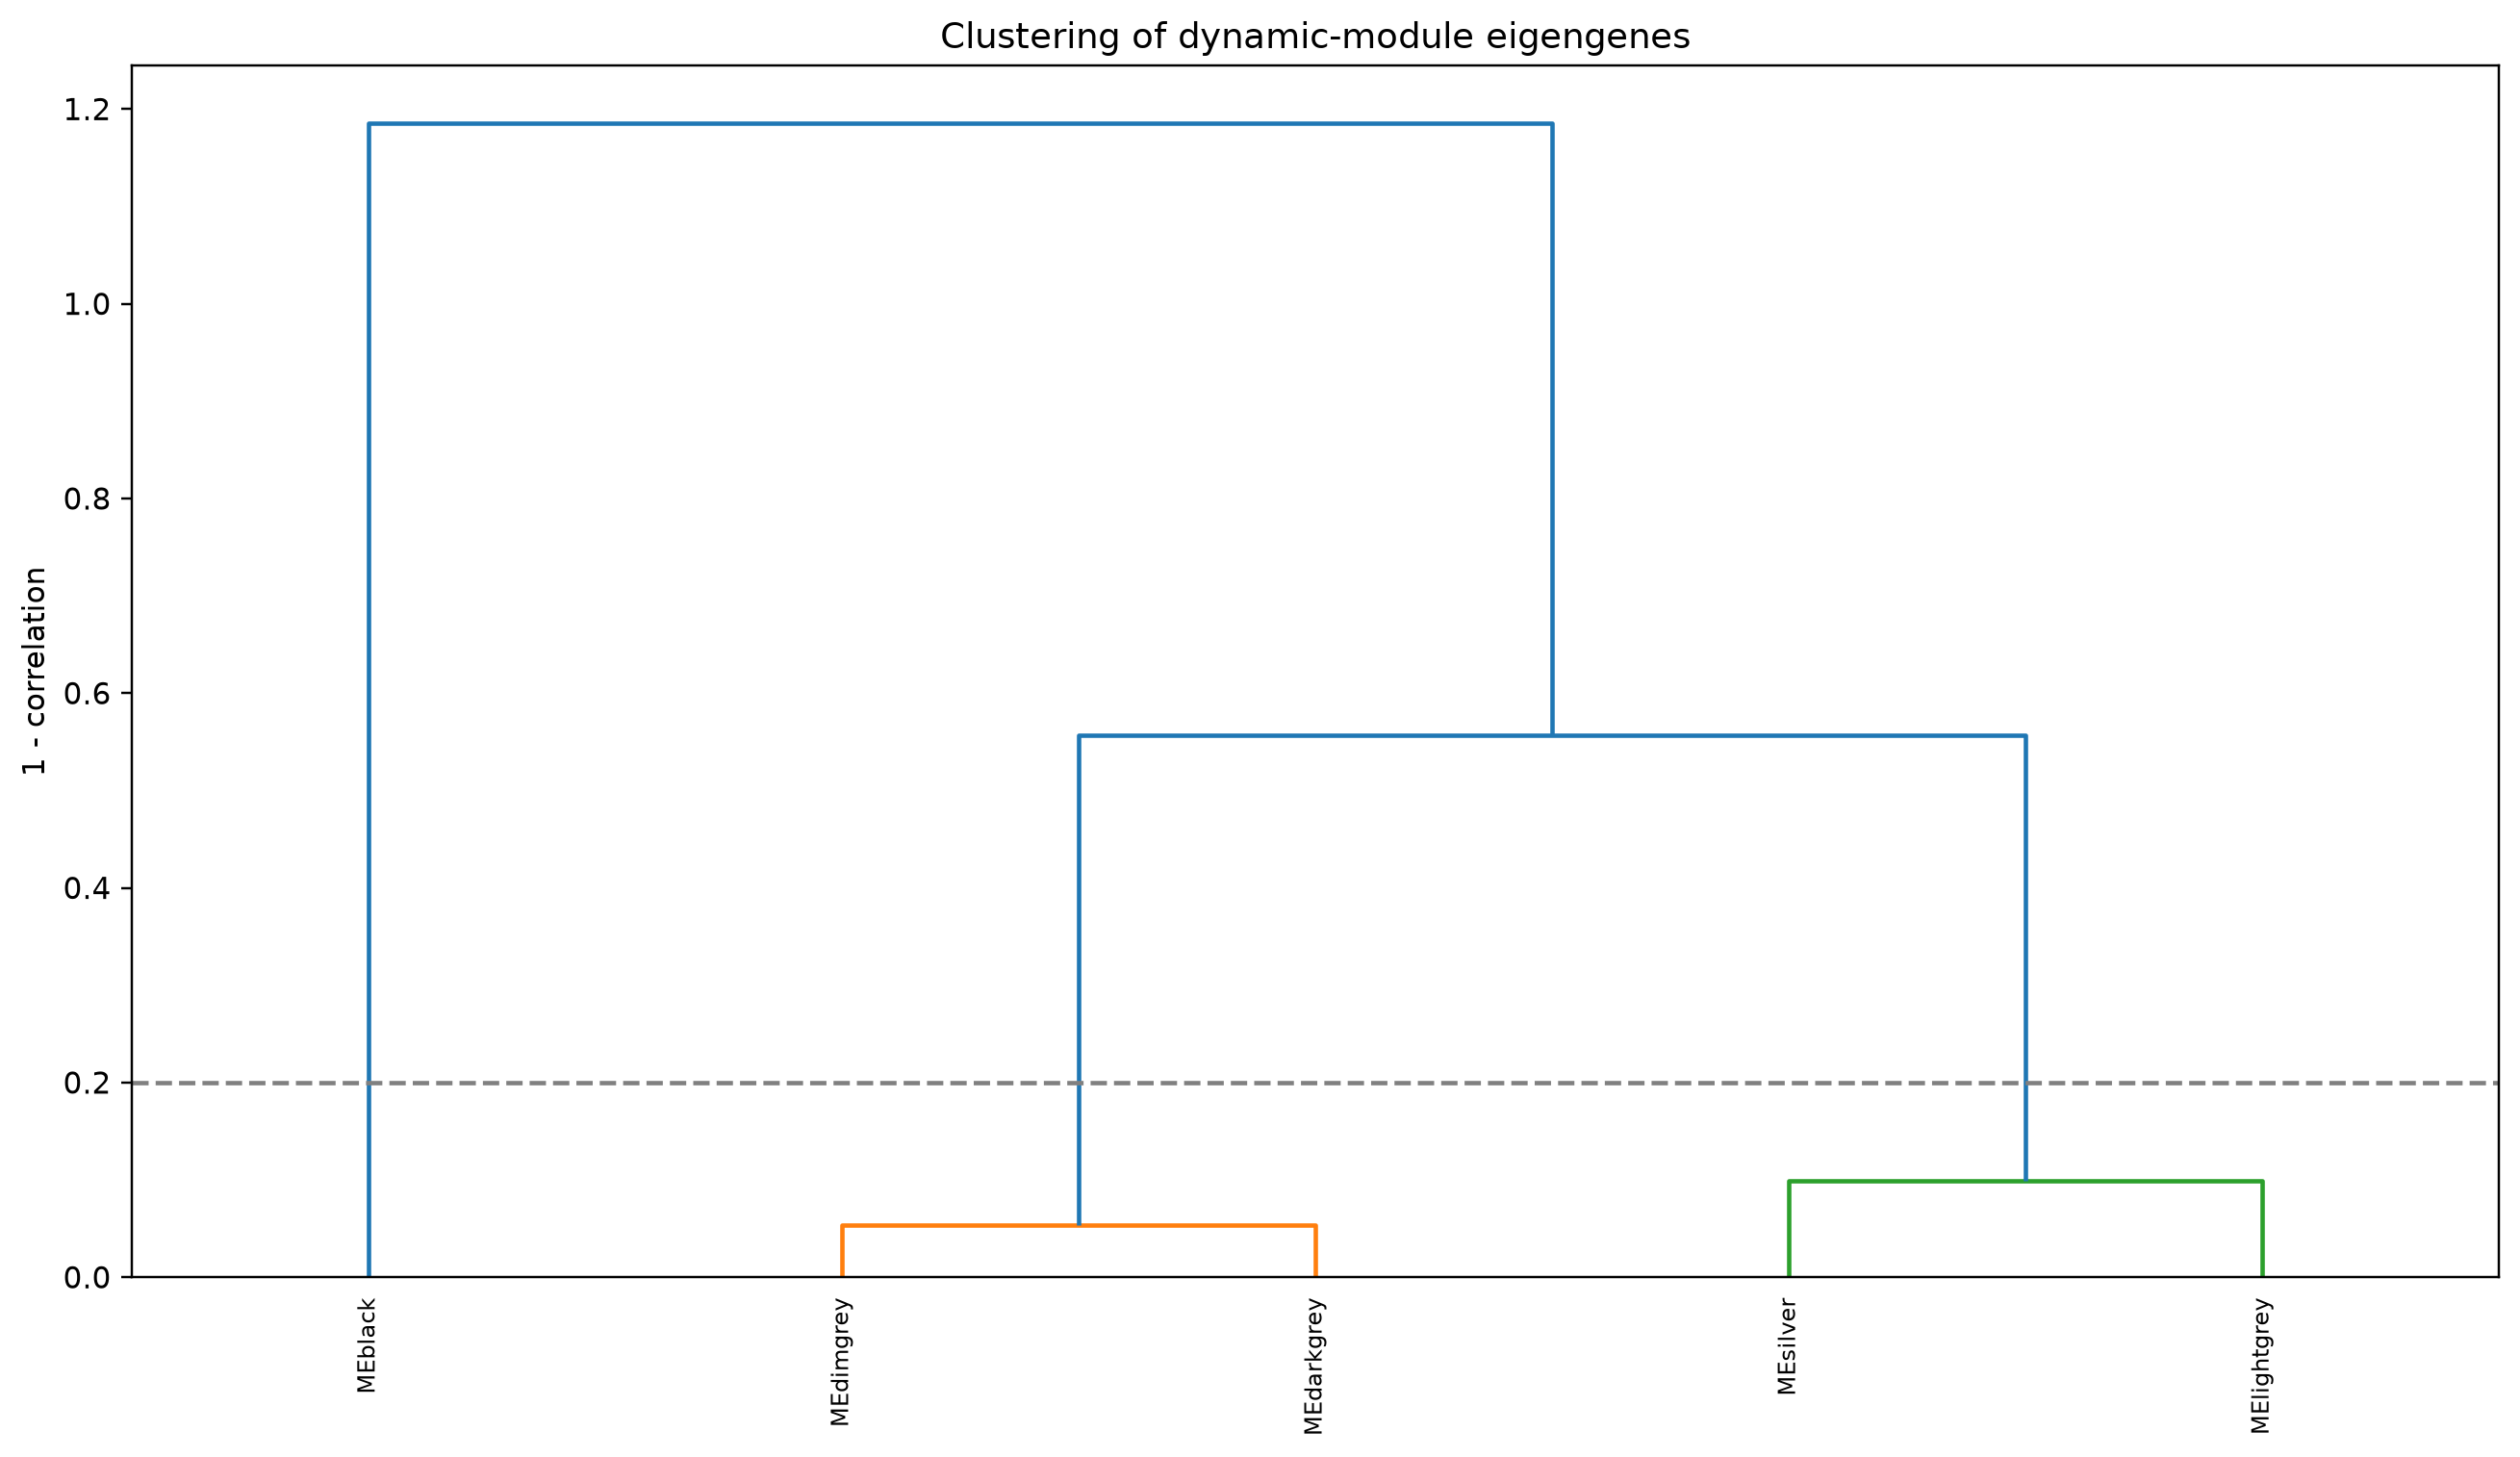 Clustering of dynamic-module eigengenes
1 - correlation
1.2
1.0
0.8
0.6
0.4
0.2
0.0
MEblack
MEdimgrey
MEdarkgrey
MEsilver
MElightgrey